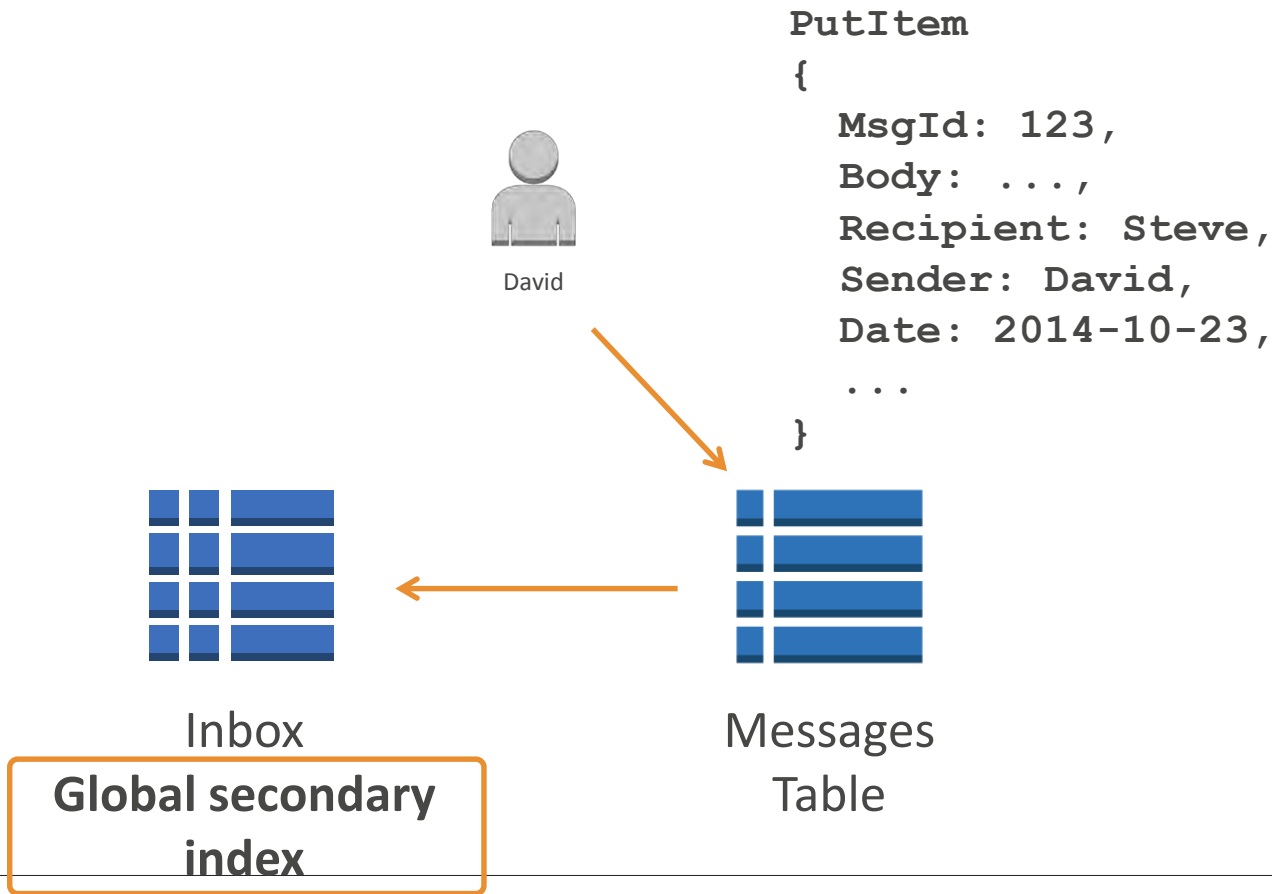 PutItem
{
MsgId: 123,
Body: ...,
Recipient: Steve,
Sender: David,
Date: 2014-10-23,
...
}
David
Inbox
Global secondary
index
Messages
Table